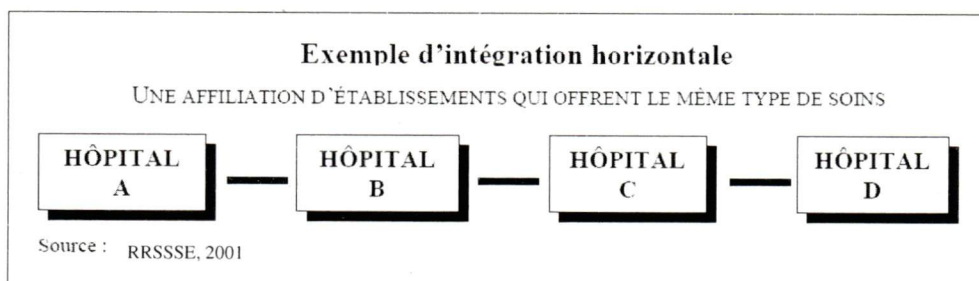 Exemple d'intégration horizontale
UNE AFFILIATION D'ÉTABLISSEMENTS QUI OFFRENT LE MÊME TYPE DE SOINS
HÔPITAL HÔPITAL HÔPITAL HÔPITAL
A B C D
Source : RRSSSE, 2001